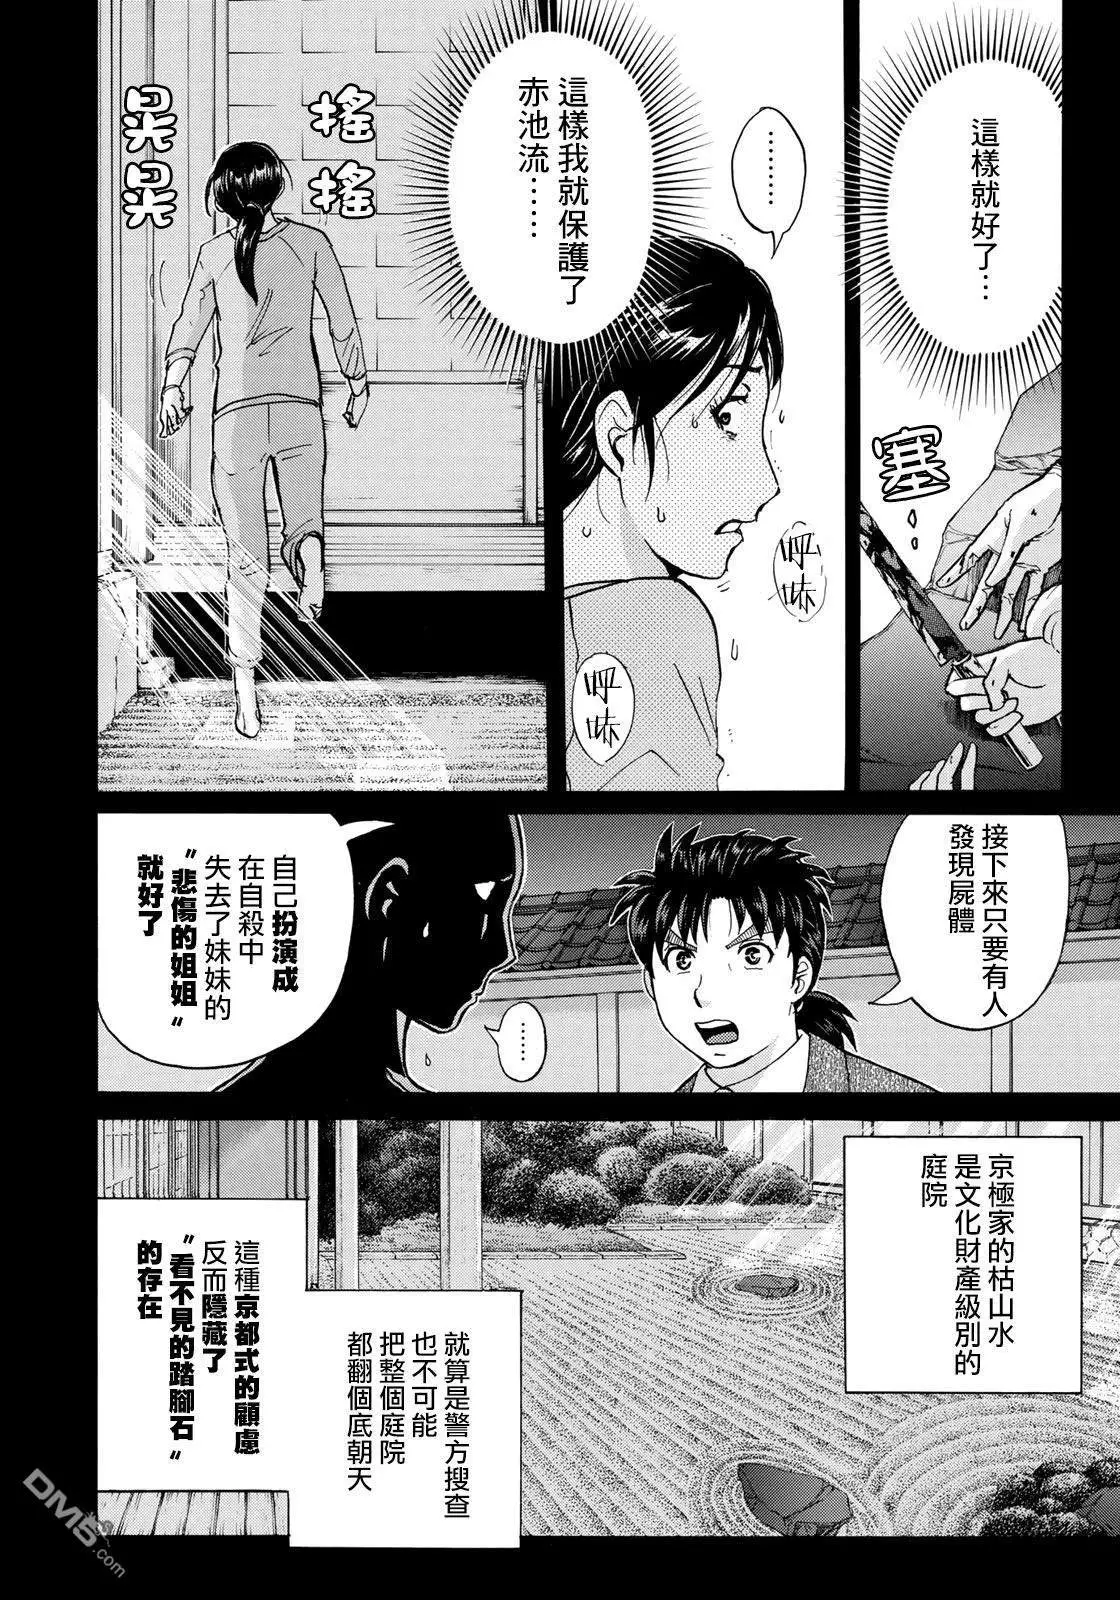 這樣就好了…
塞
………
這樣我就保護了
赤池流……
呼咻
呼咻
搖
搖
晃
晃
接下來只要有人
發現屍體
……
自己扮演成
在自殺中
失去了妹妹的
“悲傷的姐姐”
就好了
京極家的枯山水
是文化財產級別的
庭院
就算是警方搜查
也不可能
把整個庭院
都翻個底朝天
這種京都式的顧慮
反而隱藏了
“看不見的踏腳石”
的存在
DM5
.com